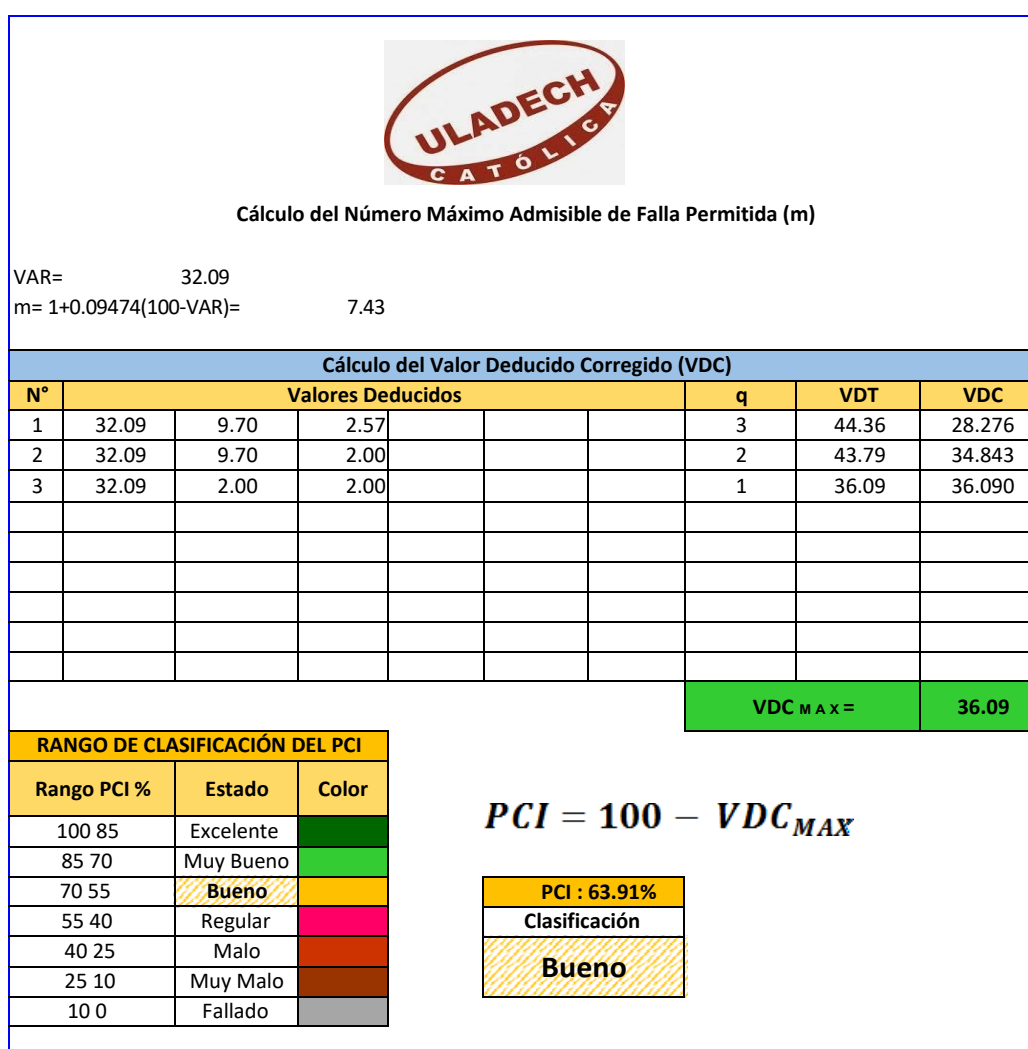 ULADECH
CATÓLICA
Cálculo del Número Máximo Admisible de Falla Permitida (m)
VAR= 32.09
m= 1+0.09474(100-VAR)= 7.43
Cálculo del Valor Deducido Corregido (VDC)
N° Valores Deducidos q VDT VDC
1 32.09 9.70 2.57 3 44.36 28.276
2 32.09 9.70 2.00 2 43.79 34.843
3 32.09 2.00 2.00 1 36.09 36.090
VDC MAX= 36.09
RANGO DE CLASIFICACIÓN DEL PCI
Rango PCI % Estado Color
100 85 Excelente
85 70 Muy Bueno
70 55 Bueno
55 40 Regular
40 25 Malo
25 10 Muy Malo
10 0 Fallado
PCI = 100 − VDC MAX
PCI : 63.91%
Clasificación
Bueno